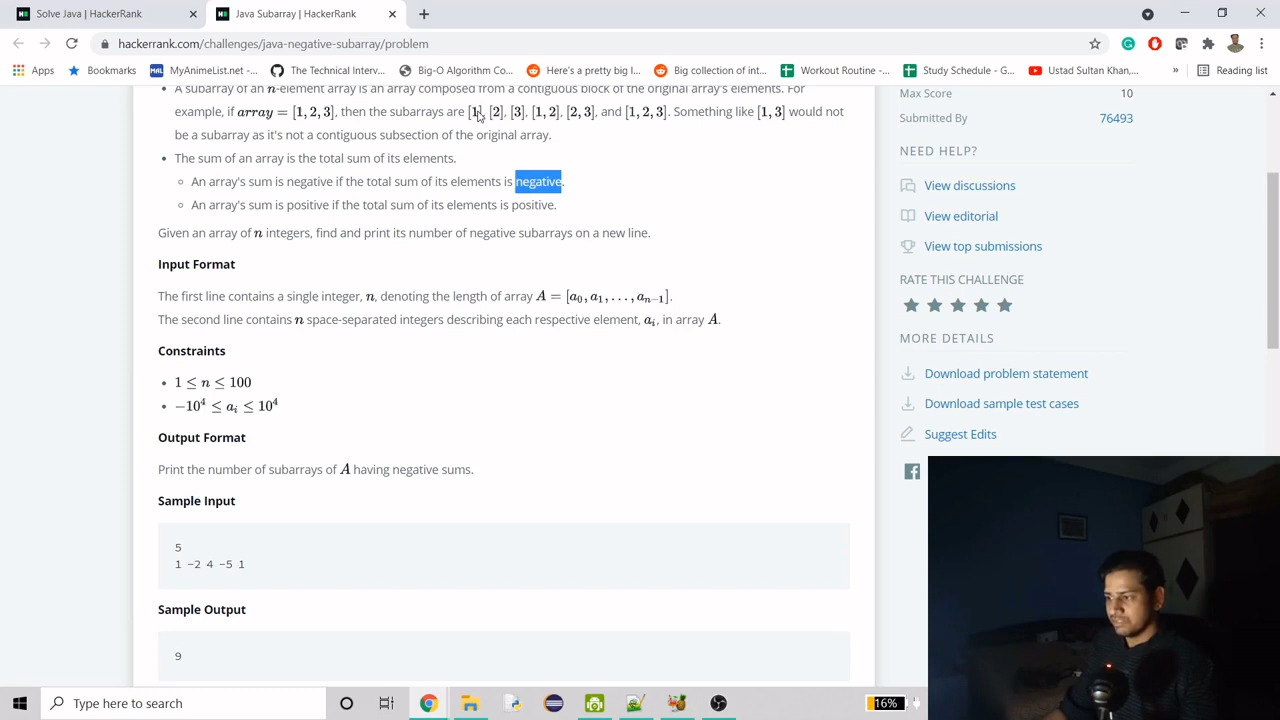 Solve Java | HackerRank
Java Subarray | HackerRank
hackerrank.com/challenges/java-negative-subarray/problem
Apps
Bookmarks
MyAnimeList.net -...
The Technical Interv...
Big-O Algorithm Co...
Here's a pretty big l...
Big collection of int...
Workout Routine -...
Study Schedule - G...
Ustad Sultan Khan,...
»
Reading list
A subarray of an n-element array is an array composed from a contiguous block of the original array's elements. For
example, if array = [1, 2, 3], then the subarrays are [1], [2], [3], [1, 2], [2, 3], and [1, 2, 3]. Something like [1, 3] would not
be a subarray as it's not a contiguous subsection of the original array.
The sum of an array is the total sum of its elements.
An array's sum is negative if the total sum of its elements is negative.
An array's sum is positive if the total sum of its elements is positive.
Given an array of n integers, find and print its number of negative subarrays on a new line.
Input Format
The first line contains a single integer, n, denoting the length of array A = [a₀, a₁, . . . , aₙ₋₁].
The second line contains n space-separated integers describing each respective element, aᵢ, in array A.
Constraints
1 ≤ n ≤ 100
−10⁴ ≤ aᵢ ≤ 10⁴
Output Format
Print the number of subarrays of A having negative sums.
Sample Input
5
1 -2 4 -5 1
Sample Output
9
Max Score 10
Submitted By 76493
NEED HELP?
View discussions
View editorial
View top submissions
RATE THIS CHALLENGE
MORE DETAILS
Download problem statement
Download sample test cases
Suggest Edits
Type here to search
16%